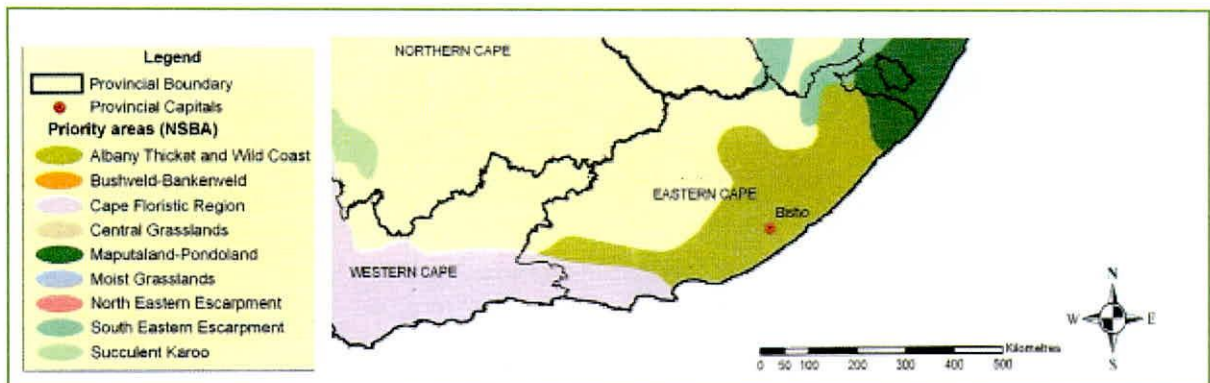 Legend
Provincial Boundary
Provincial Capitals
Priority areas (NSBA)
Albany Thicket and Wild Coast
Bushveld-Bankenveld
Cape Floristic Region
Central Grasslands
Maputaland-Pondoland
Moist Grasslands
North Eastern Escarpment
South Eastern Escarpment
Succulent Karoo
NORTHERN CAPE
EASTERN CAPE
Bisho
WESTERN CAPE
N
W E
S
Kilometres
0 50 100 200 300 400 500